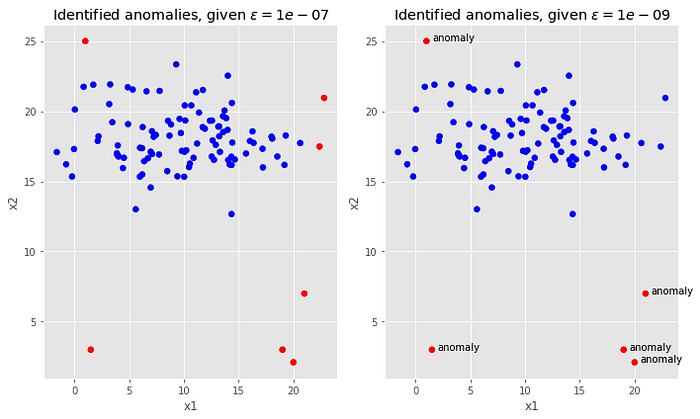 Identified anomalies, given ε = 1e − 07
25
20
15
10
5
x2
0
5
10
15
20
x1
Identified anomalies, given ε = 1e − 09
25
20
15
10
5
x2
0
5
10
15
20
x1
anomaly
anomaly
anomaly
anomaly
anomaly